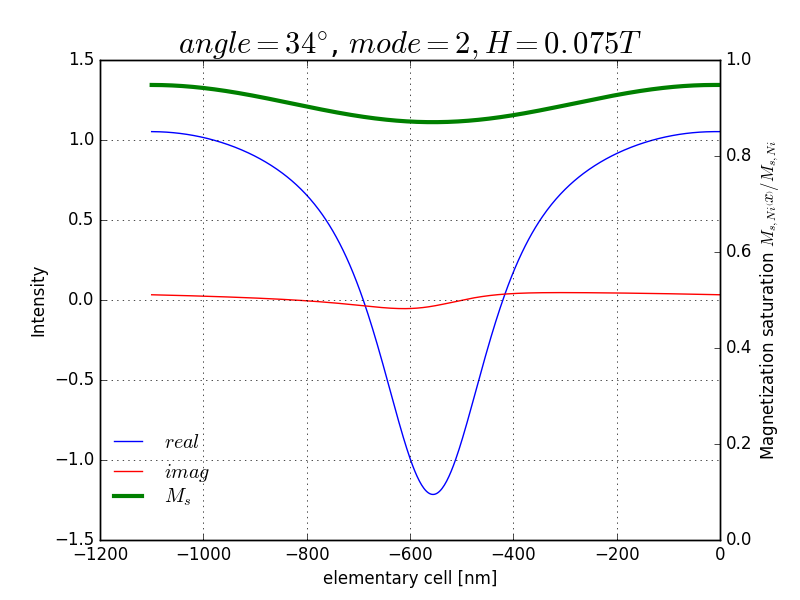 angle = 34°, mode = 2, H = 0.075T
1.5
1.0
0.5
0.0
−0.5
−1.0
−1.5
Intensity
1.0
0.8
0.6
0.4
0.2
0.0
Magnetization saturation M_{s,Ni}(x)/M_{s,Ni}
real
imag
M_s
−1200 −1000 −800 −600 −400 −200 0
elementary cell [nm]